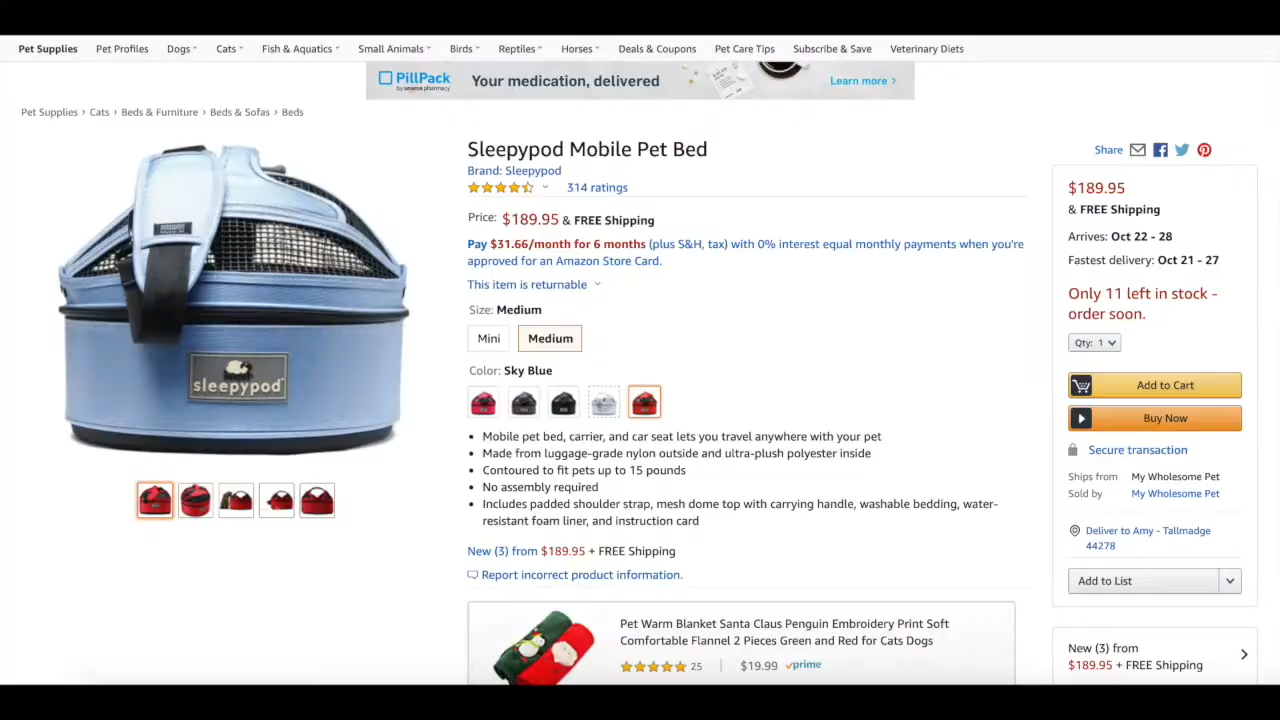 Pet Supplies Pet Profiles Dogs Cats Fish & Aquatics Small Animals Birds Reptiles Horses Deals & Coupons Pet Care Tips Subscribe & Save Veterinary Diets
PillPack
by amazon pharmacy
Your medication, delivered
Learn more ›
Pet Supplies › Cats › Beds & Furniture › Beds & Sofas › Beds
sleepypod
Sleepypod Mobile Pet Bed
Brand: Sleepypod
314 ratings
Price: $189.95 & FREE Shipping
Pay $31.66/month for 6 months (plus S&H, tax) with 0% interest equal monthly payments when you're
approved for an Amazon Store Card.
This item is returnable
Size: Medium
Mini Medium
Color: Sky Blue
• Mobile pet bed, carrier, and car seat lets you travel anywhere with your pet
• Made from luggage-grade nylon outside and ultra-plush polyester inside
• Contoured to fit pets up to 15 pounds
• No assembly required
• Includes padded shoulder strap, mesh dome top with carrying handle, washable bedding, water-
resistant foam liner, and instruction card
New (3) from $189.95 + FREE Shipping
Report incorrect product information.
Pet Warm Blanket Santa Claus Penguin Embroidery Print Soft
Comfortable Flannel 2 Pieces Green and Red for Cats Dogs
25 | $19.99 prime
Share
$189.95
& FREE Shipping
Arrives: Oct 22 - 28
Fastest delivery: Oct 21 - 27
Only 11 left in stock -
order soon.
Qty: 1
Add to Cart
Buy Now
Secure transaction
Ships from My Wholesome Pet
Sold by My Wholesome Pet
Deliver to Amy - Tallmadge
44278
Add to List
New (3) from
$189.95 + FREE Shipping